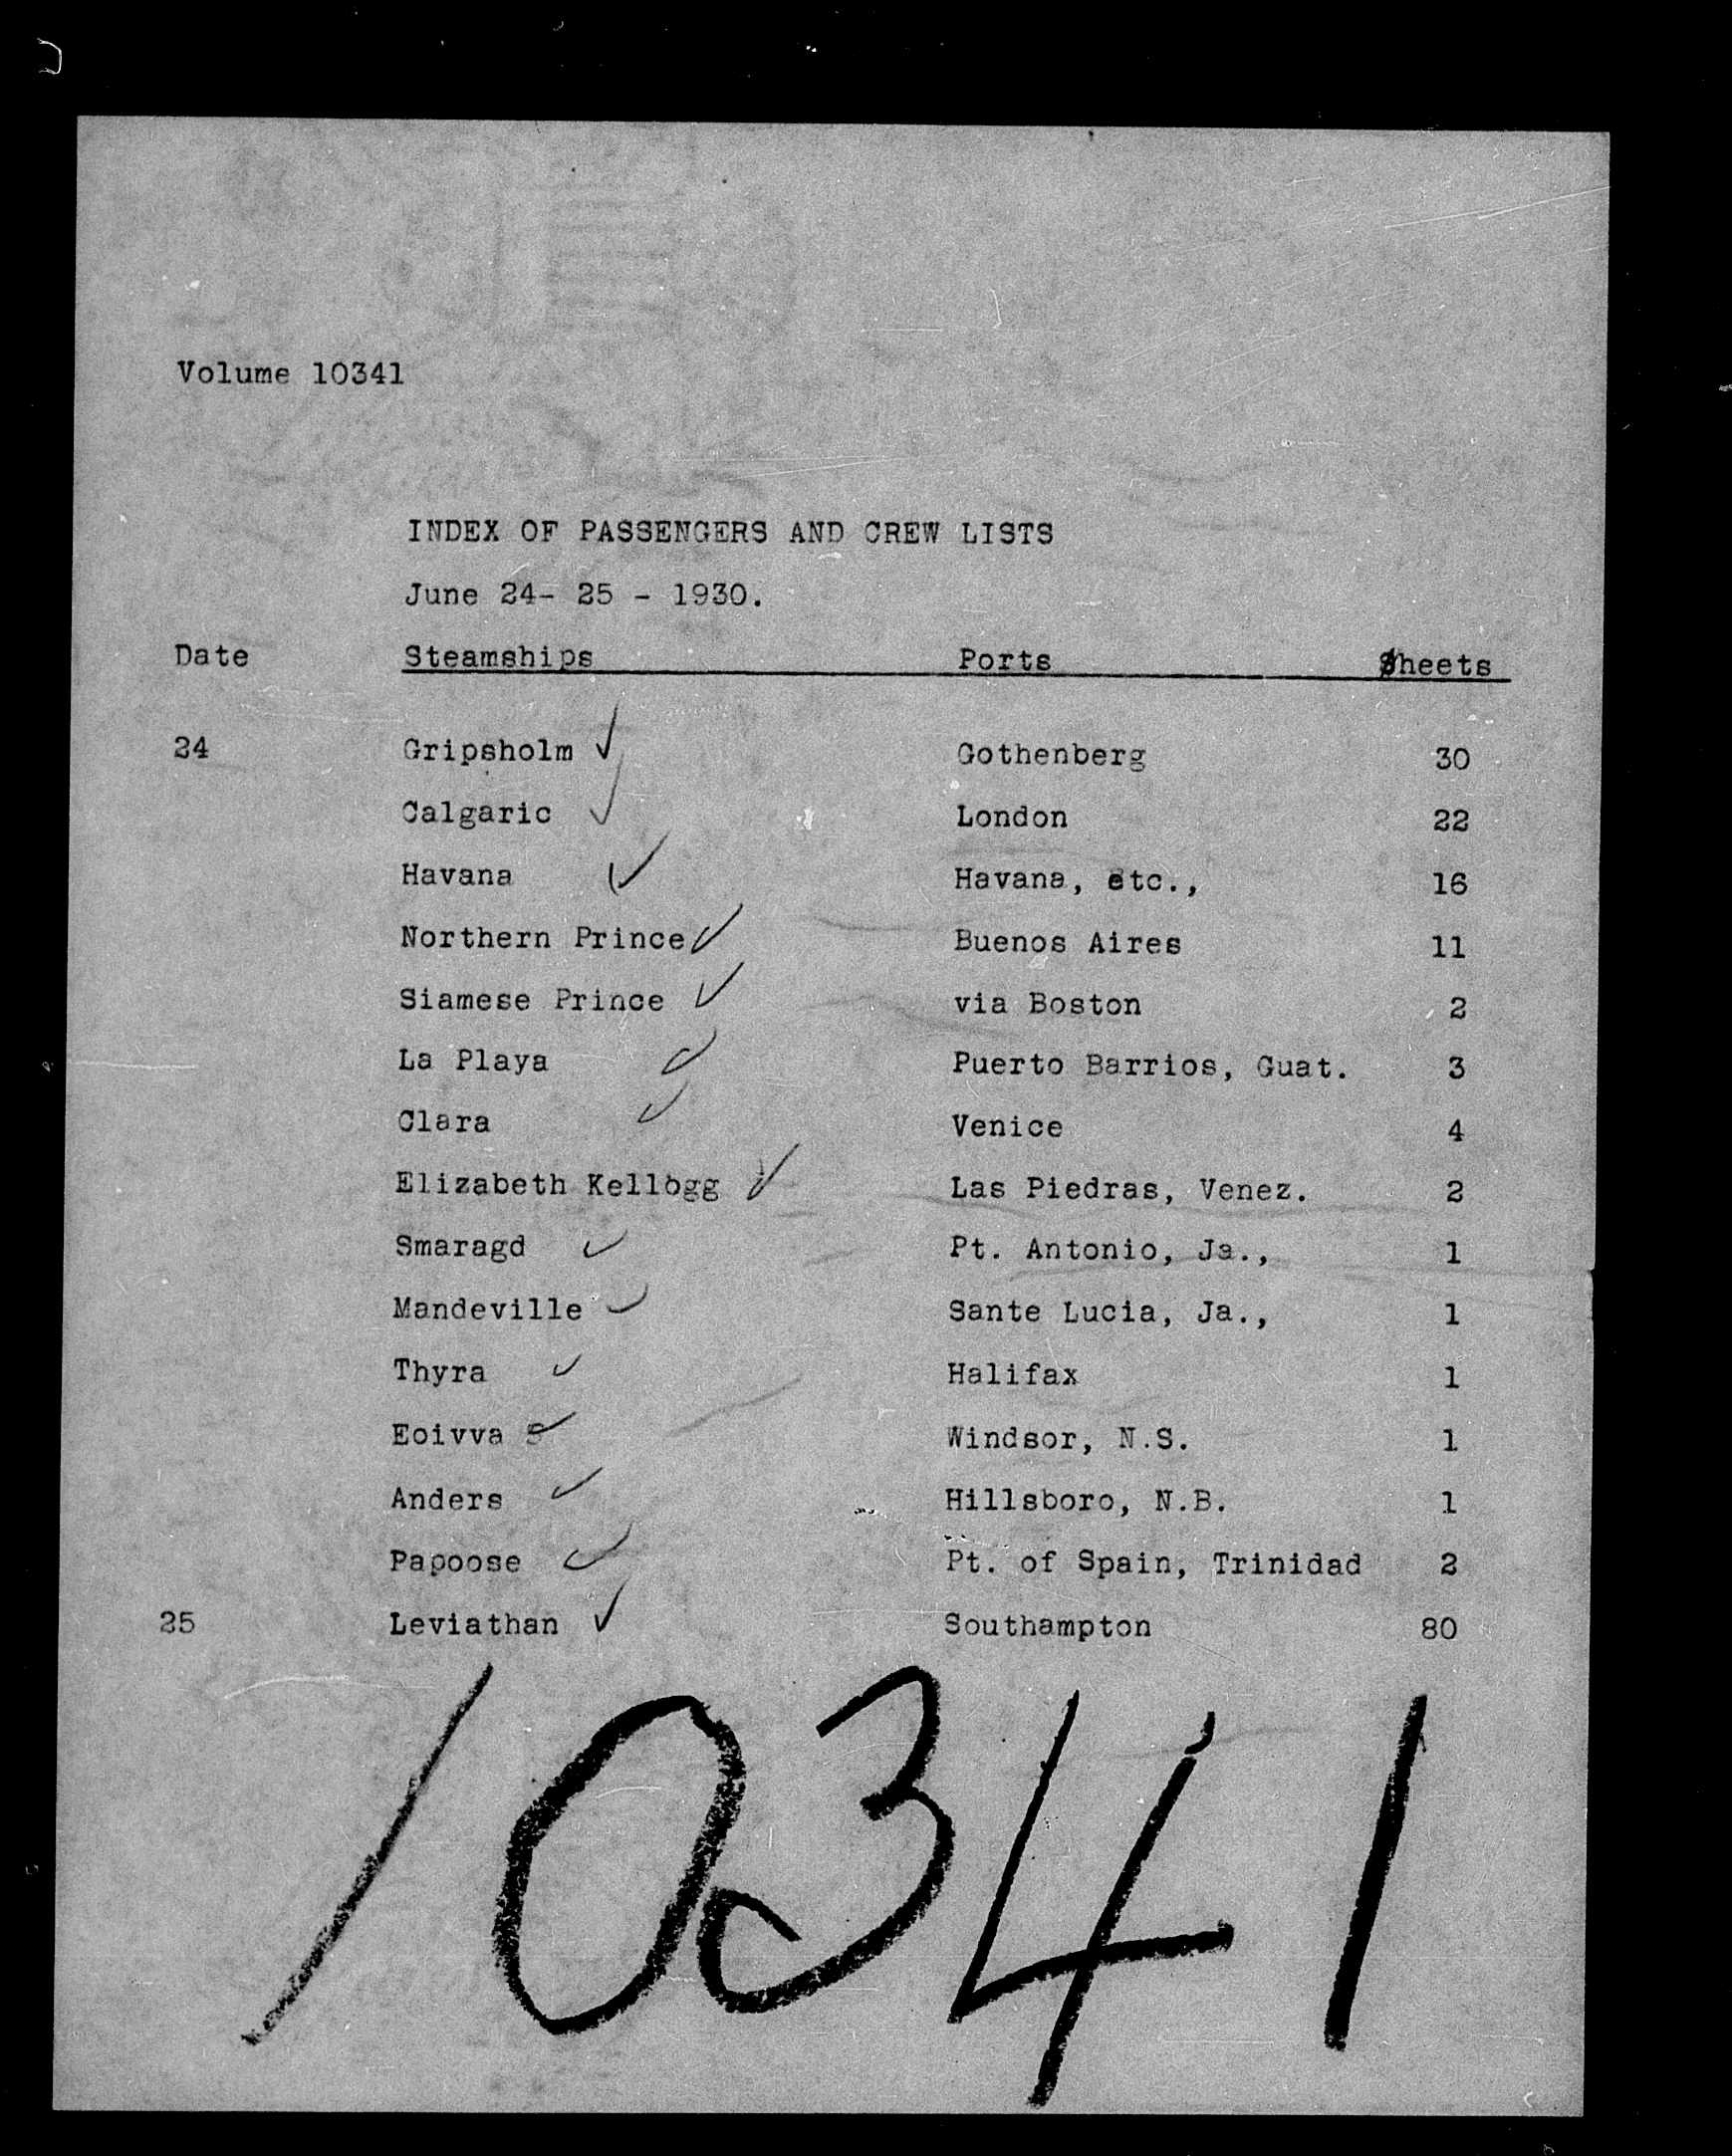 Volume 10341
INDEX OF PASSENGERS AND CREW LISTS
June 24- 25 - 1930.
Date Steamships Ports Sheets
24 Gripsholm Gothenberg 30
Calgaric London 22
Havana Havana, etc., 16
Northern Prince Buenos Aires 11
Siamese Prince via Boston 2
La Playa Puerto Barrios, Guat. 3
Clara Venice 4
Elizabeth Kellogg Las Piedras, Venez. 2
Smaragd Pt. Antonio, Ja., 1
Mandeville Sante Lucia, Ja., 1
Thyra Halifax 1
Eoivva Windsor, N.S. 1
Anders Hillsboro, N.B. 1
Papoose Pt. of Spain, Trinidad 2
25 Leviathan Southampton 80
10341